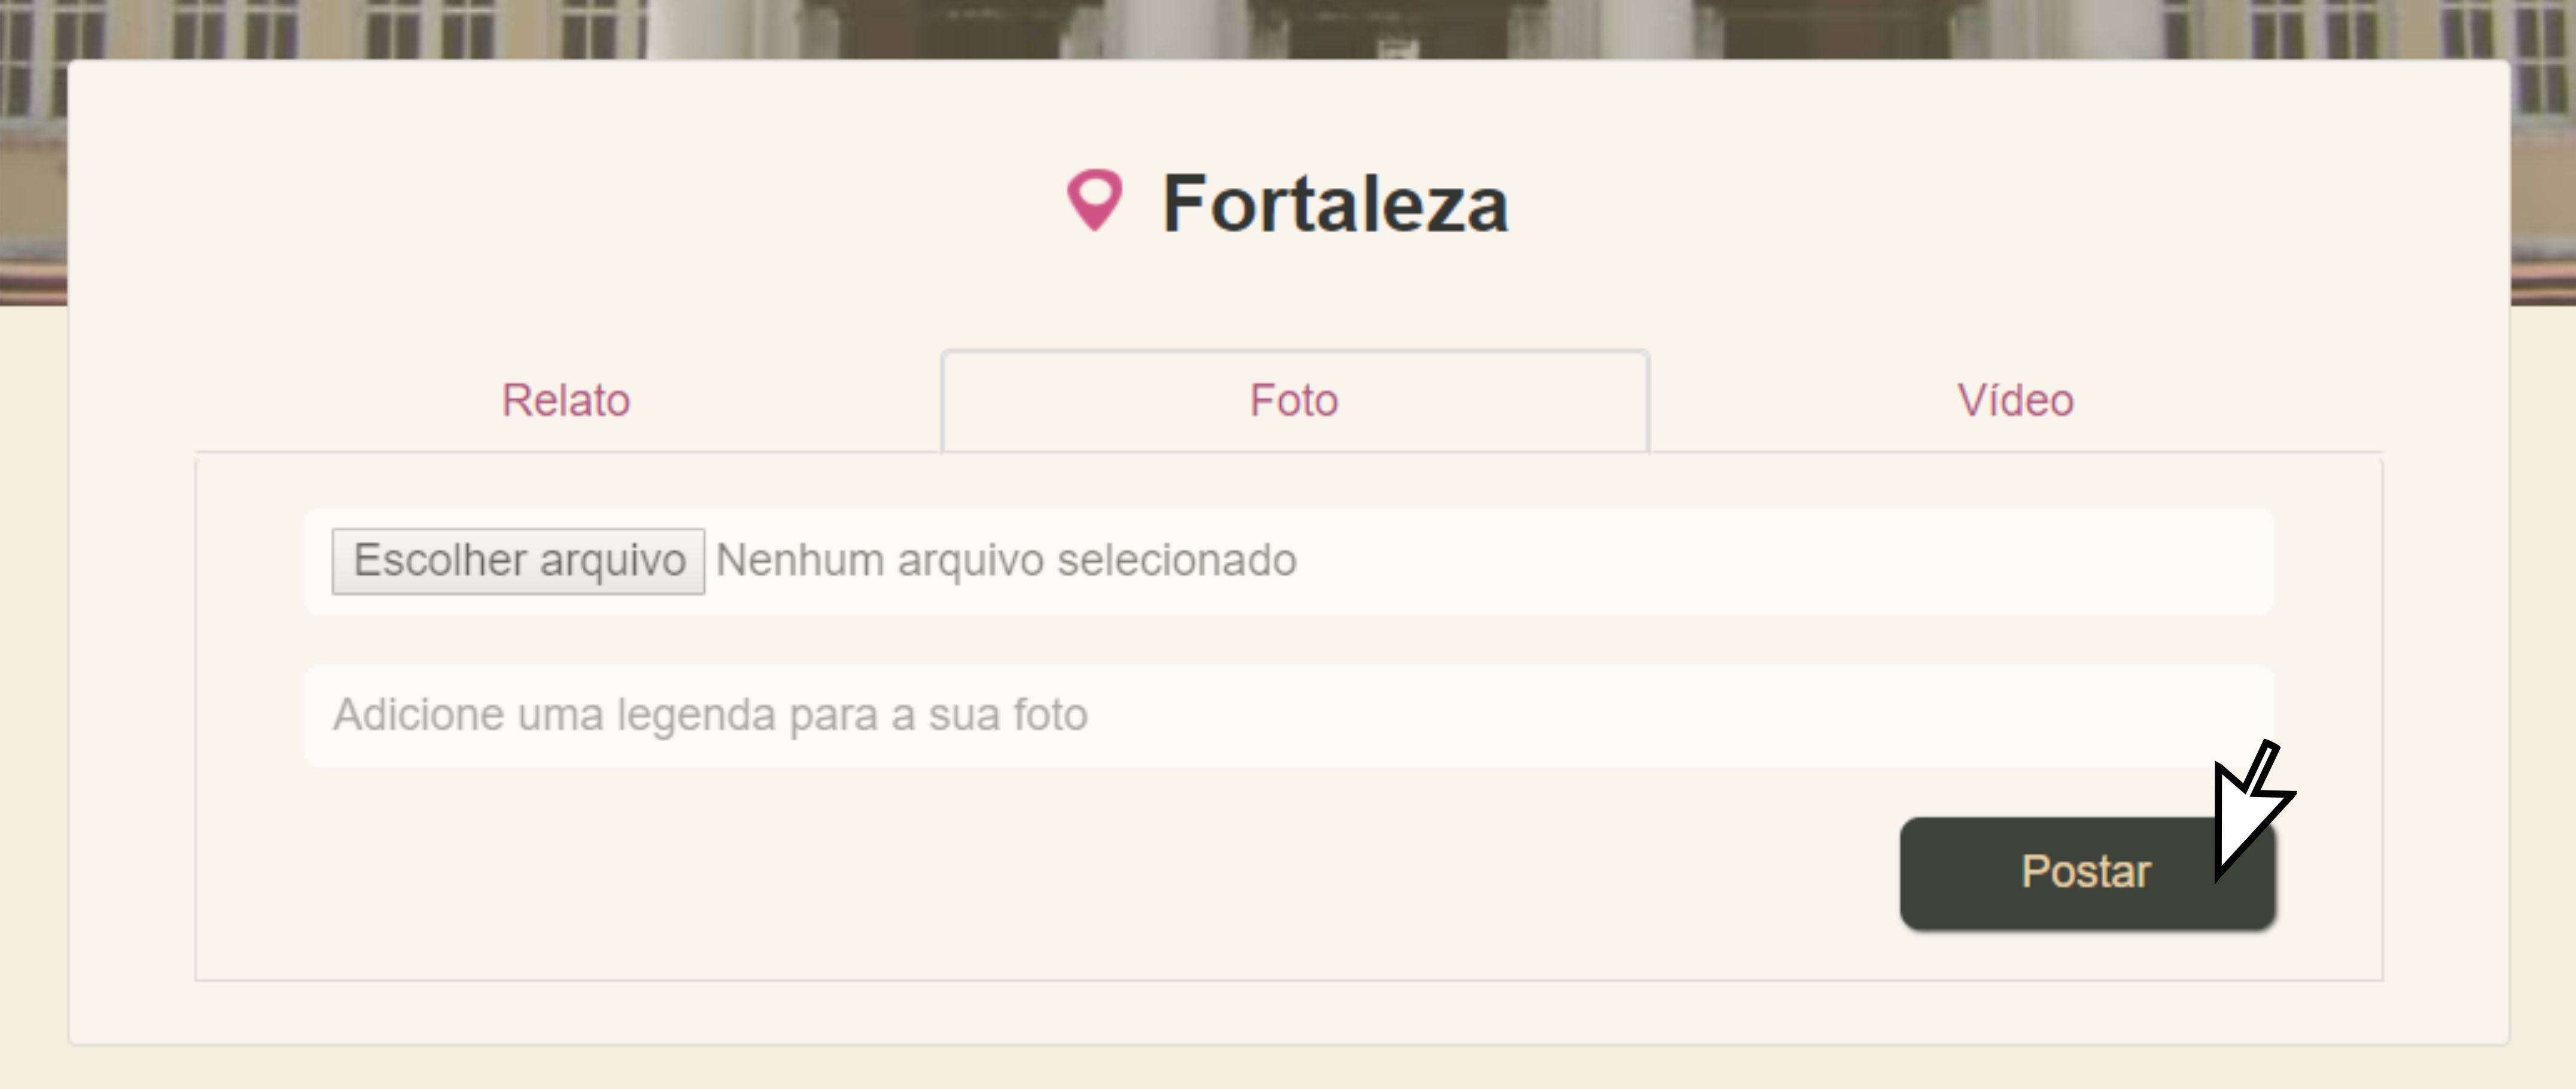 Fortaleza
Relato Foto Vídeo
Escolher arquivo Nenhum arquivo selecionado
Adicione uma legenda para a sua foto
Postar